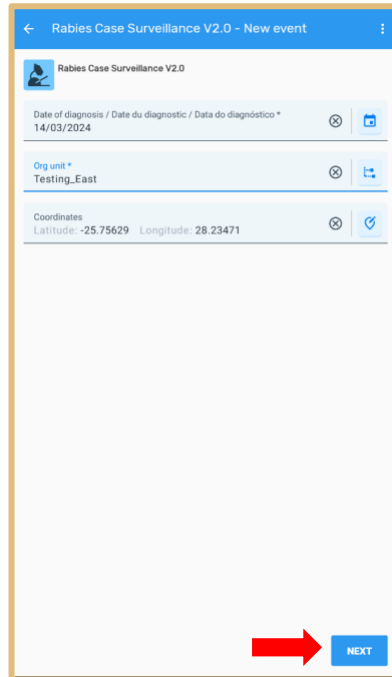 Rabies Case Surveillance V2.0 - New event
Rabies Case Surveillance V2.0
Date of diagnosis / Date du diagnostic / Data do diagnóstico *
14/03/2024
Org unit *
Testing_East
Coordinates
Latitude: -25.75629 Longitude: 28.23471
NEXT